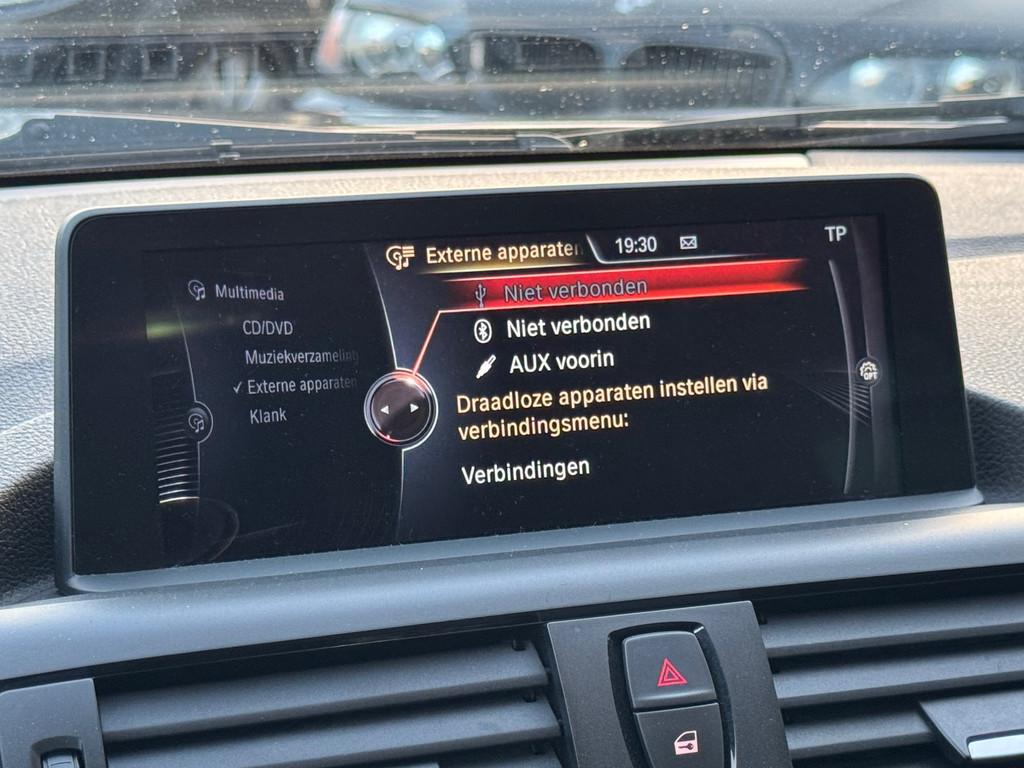 Externe apparaten
19:30
TP
Multimedia
CD/DVD
Muziekverzameling
Externe apparaten
Klank
Niet verbonden
Niet verbonden
AUX voorin
Draadloze apparaten instellen via
verbindingsmenu:
Verbindingen
OPT